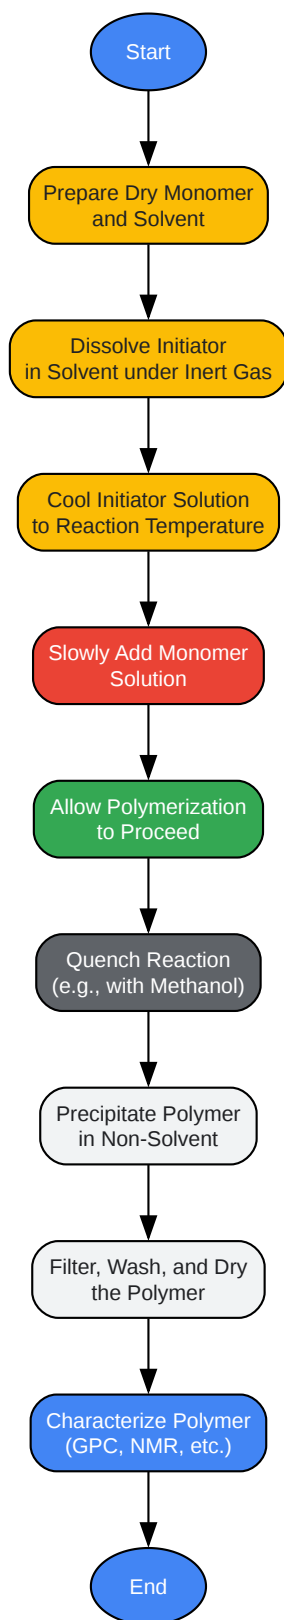 Start
Prepare Dry Monomer
and Solvent
Dissolve Initiator
in Solvent under Inert Gas
Cool Initiator Solution
to Reaction Temperature
Slowly Add Monomer
Solution
Allow Polymerization
to Proceed
Quench Reaction
(e.g., with Methanol)
Precipitate Polymer
in Non-Solvent
Filter, Wash, and Dry
the Polymer
Characterize Polymer
(GPC, NMR, etc.)
End